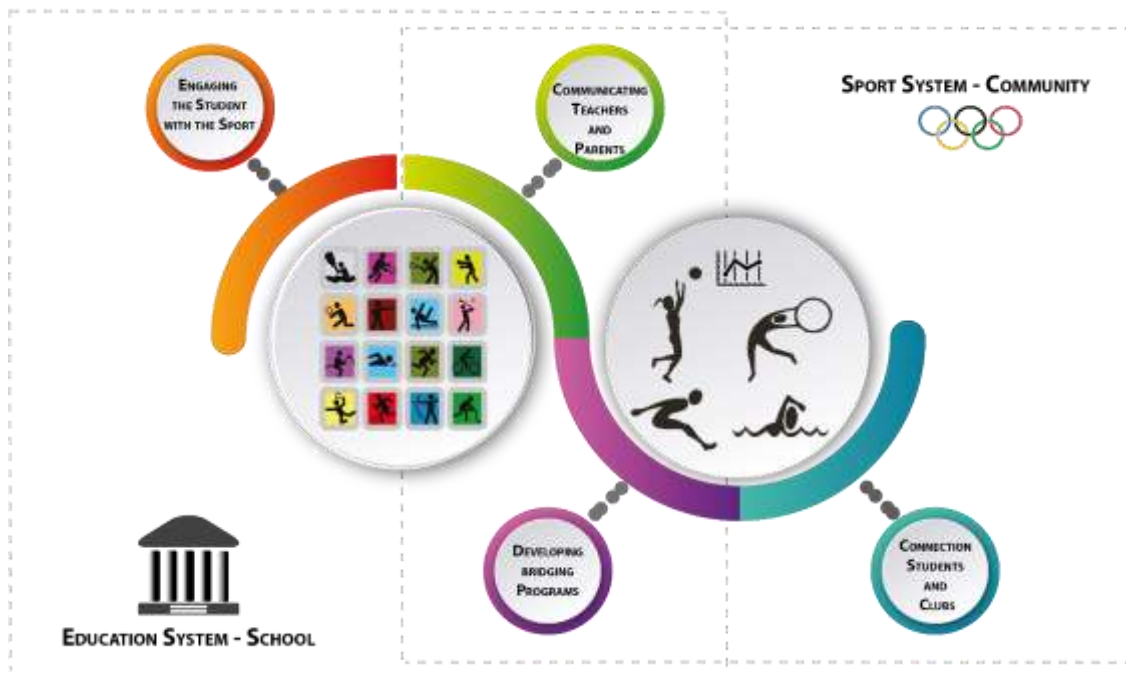 Engaging
the Student
with the Sport
Communicating
Teachers
and
Parents
Sport System - Community
Developing
bridging
Programs
Connection
Students
and
Clubs
Education System - School